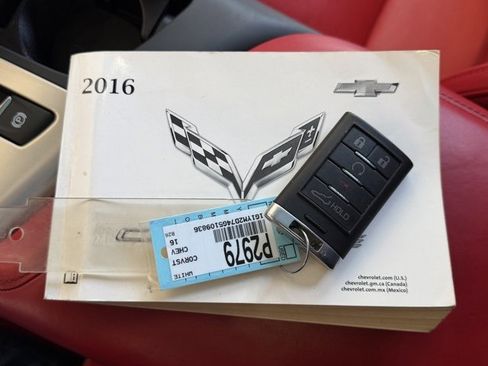 2016
HOLD
P2979
1G1YM2D74G5109836
CORVST
CHEV
16
WHITE
chevrolet.com (U.S.)
chevrolet.gm.ca (Canada)
chevrolet.com.mx (Mexico)